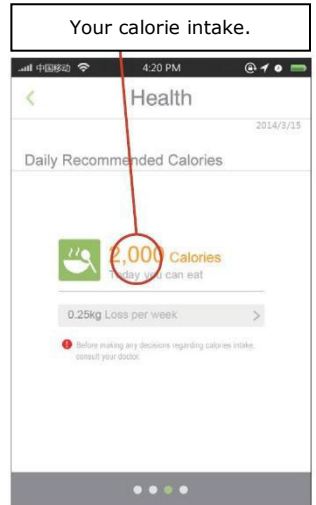 Your calorie intake.
中国移动 4:20 PM
Health
2014/3/15
Daily Recommended Calories
2,000 Calories
Today you can eat
0.25kg Loss per week
Before making any decisions regarding calories intake,
consult your doctor.